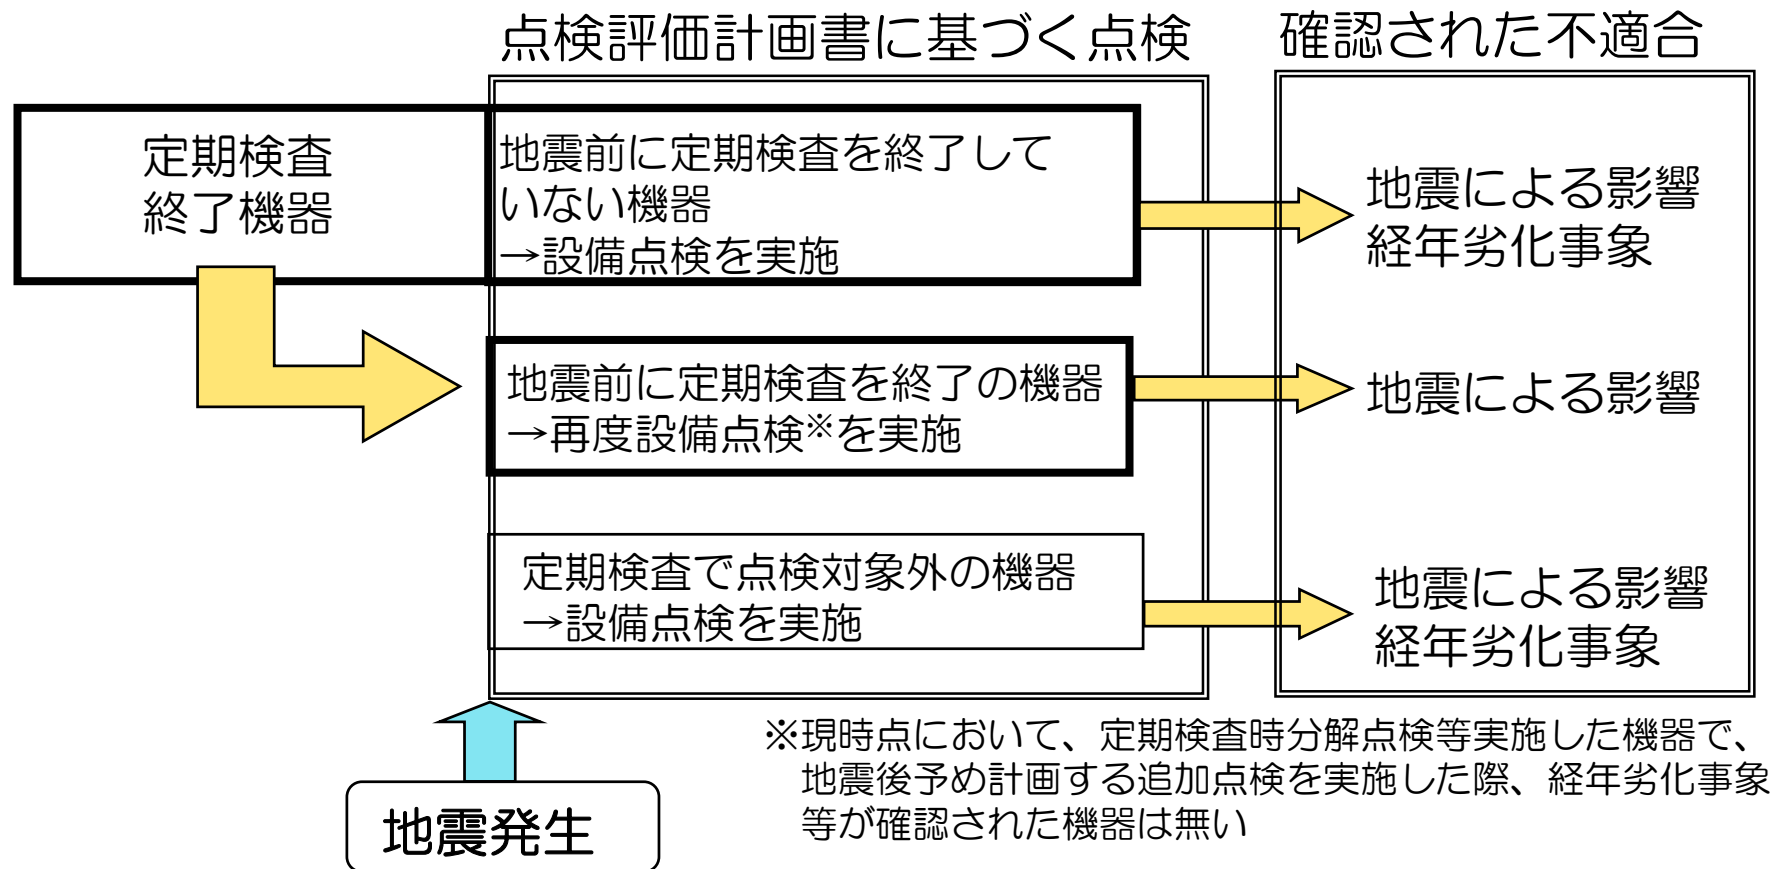 点検評価計画書に基づく点検
確認された不適合
定期検査
終了機器
地震前に定期検査を終了して
いない機器
→設備点検を実施
地震による影響
経年劣化事象
地震前に定期検査を終了の機器
→再度設備点検※を実施
地震による影響
定期検査で点検対象外の機器
→設備点検を実施
地震による影響
経年劣化事象
地震発生
※現時点において、定期検査時分解点検等実施した機器で、
地震後予め計画する追加点検を実施した際、経年劣化事象
等が確認された機器は無い